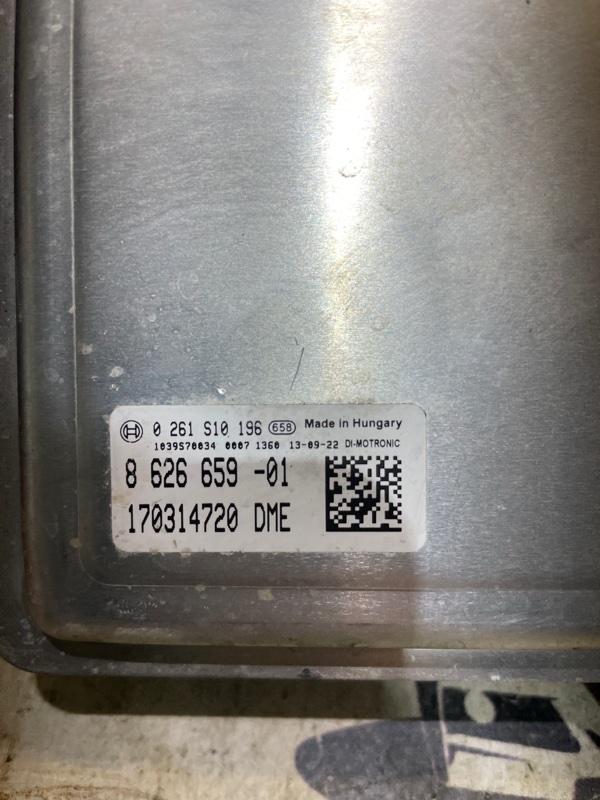 0 261 S10 196 658 Made in Hungary
1039S70034 0007 1360 13-09-22 DI-MOTRONIC
8 626 659 -01
170314720 DME